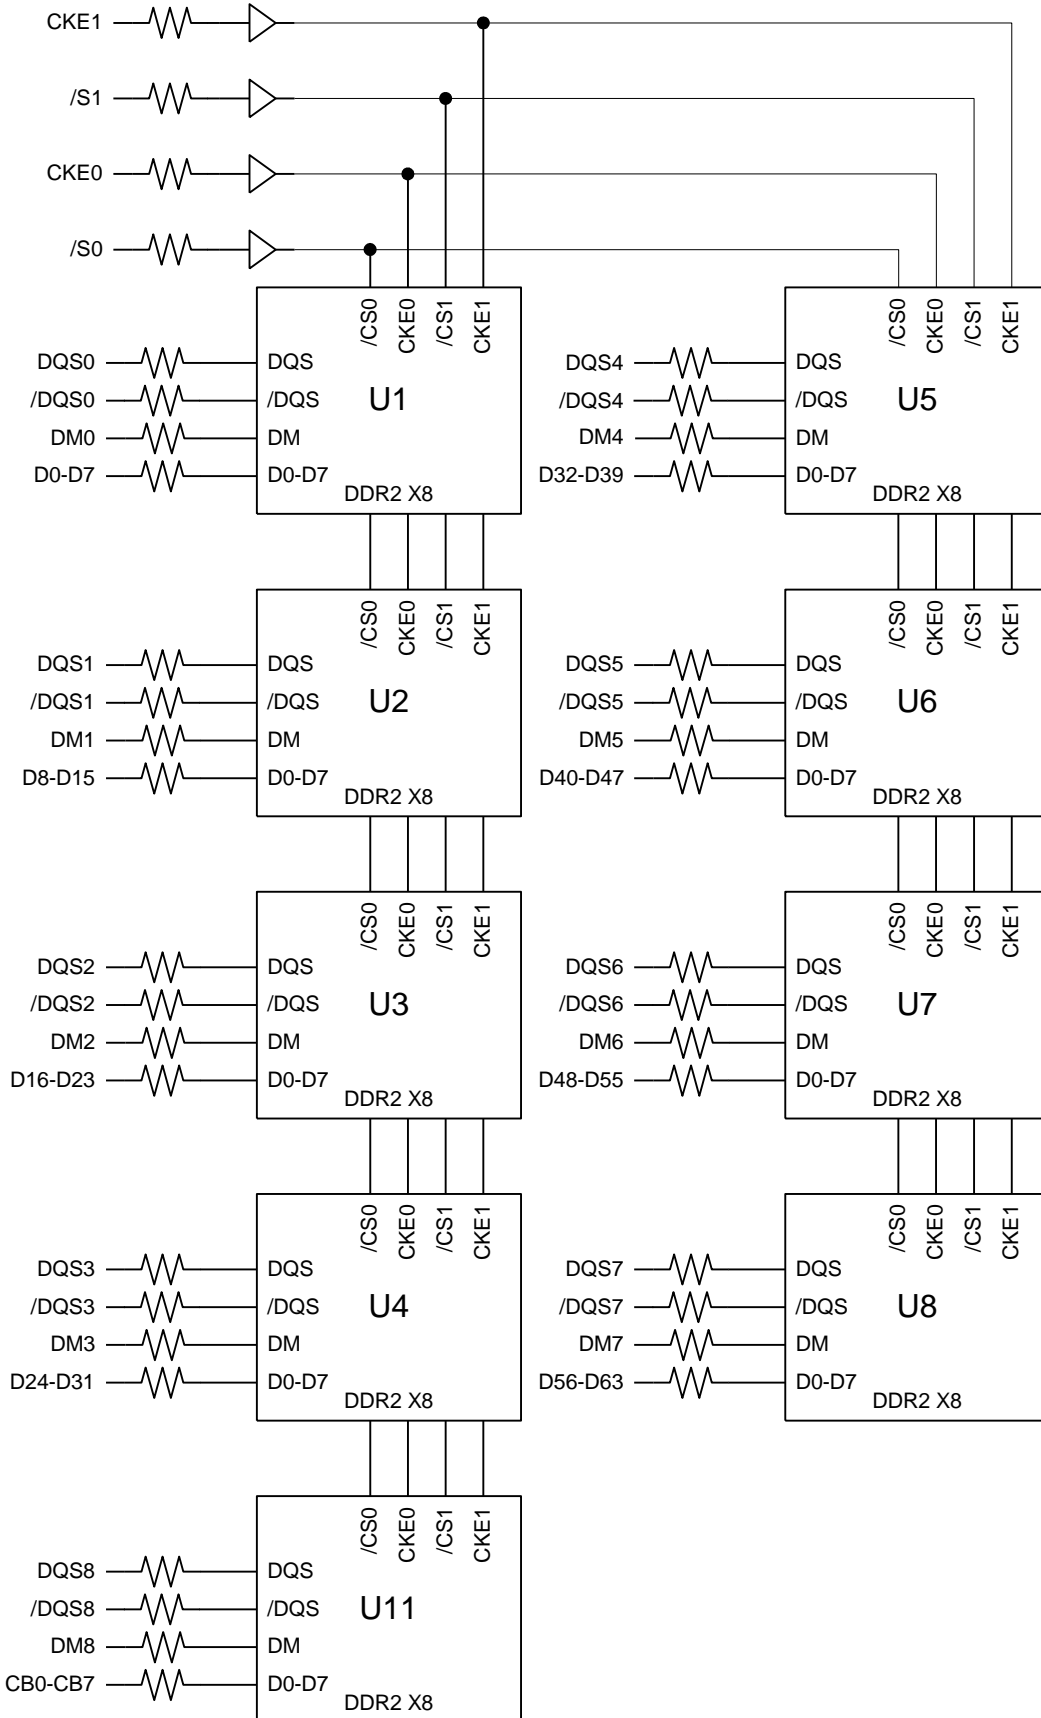 CKE1
/S1
CKE0
/S0
/CS0 CKE0 /CS1 CKE1
DQS0 DQS
/DQS0 /DQS U1
DM0 DM
D0-D7 D0-D7
DDR2 X8
/CS0 CKE0 /CS1 CKE1
DQS4 DQS
/DQS4 /DQS U5
DM4 DM
D32-D39 D0-D7
DDR2 X8
/CS0 CKE0 /CS1 CKE1
DQS1 DQS
/DQS1 /DQS U2
DM1 DM
D8-D15 D0-D7
DDR2 X8
/CS0 CKE0 /CS1 CKE1
DQS5 DQS
/DQS5 /DQS U6
DM5 DM
D40-D47 D0-D7
DDR2 X8
/CS0 CKE0 /CS1 CKE1
DQS2 DQS
/DQS2 /DQS U3
DM2 DM
D16-D23 D0-D7
DDR2 X8
/CS0 CKE0 /CS1 CKE1
DQS6 DQS
/DQS6 /DQS U7
DM6 DM
D48-D55 D0-D7
DDR2 X8
/CS0 CKE0 /CS1 CKE1
DQS3 DQS
/DQS3 /DQS U4
DM3 DM
D24-D31 D0-D7
DDR2 X8
/CS0 CKE0 /CS1 CKE1
DQS7 DQS
/DQS7 /DQS U8
DM7 DM
D56-D63 D0-D7
DDR2 X8
/CS0 CKE0 /CS1 CKE1
DQS8 DQS
/DQS8 /DQS U11
DM8 DM
CB0-CB7 D0-D7
DDR2 X8